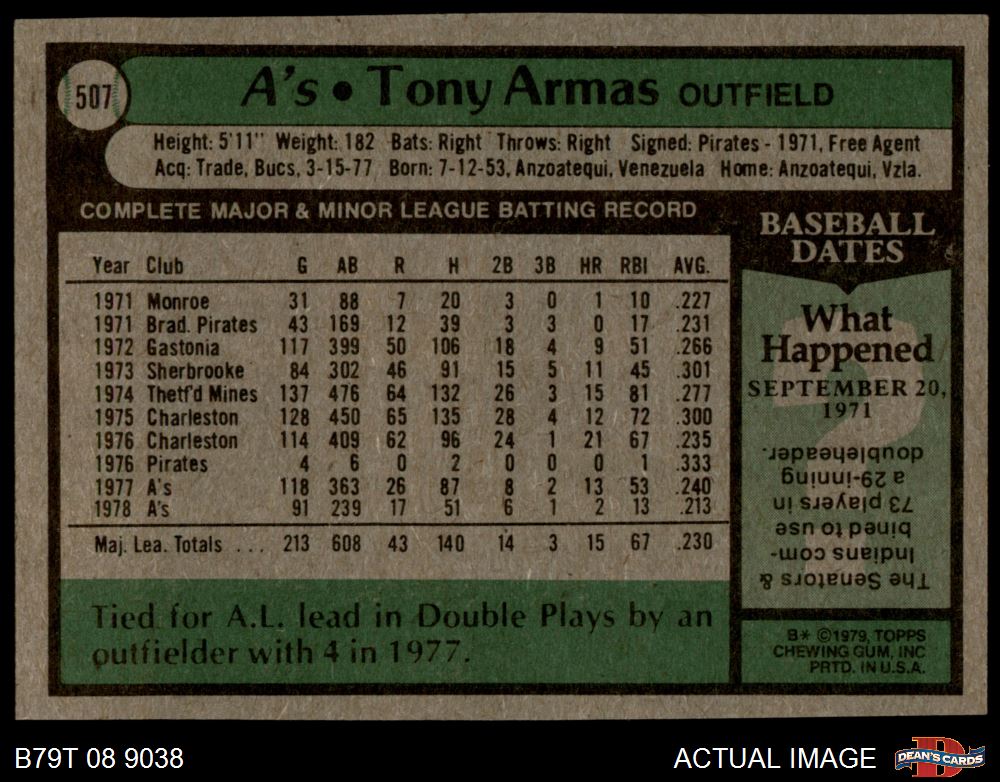 507
A's • Tony Armas OUTFIELD
Height: 5'11" Weight: 182 Bats: Right Throws: Right Signed: Pirates - 1971, Free Agent
Acq: Trade, Bucs, 3-15-77 Born: 7-12-53, Anzoatequi, Venezuela Home: Anzoatequi, Vzla.
COMPLETE MAJOR & MINOR LEAGUE BATTING RECORD
Year Club G AB R H 2B 3B HR RBI AVG.
1971 Monroe 31 88 7 20 3 0 1 10 .227
1971 Brad. Pirates 43 169 12 39 3 3 0 17 .231
1972 Gastonia 117 399 50 106 18 4 9 51 .266
1973 Sherbrooke 84 302 46 91 15 5 11 45 .301
1974 Thetf'd Mines 137 476 64 132 26 3 15 81 .277
1975 Charleston 128 450 65 135 28 4 12 72 .300
1976 Charleston 114 409 62 96 24 1 21 67 .235
1976 Pirates 4 6 0 2 0 0 0 1 .333
1977 A's 118 363 26 87 8 2 13 53 .240
1978 A's 91 239 17 51 6 1 2 13 .213
Maj. Lea. Totals ... 213 608 43 140 14 3 15 67 .230
Tied for A.L. lead in Double Plays by an
outfielder with 4 in 1977.
BASEBALL
DATES
What
Happened
SEPTEMBER 20,
1971
The Senators &
Indians com-
bined to use
73 players in
a 29-inning
doubleheader.
B* ©1979, TOPPS
CHEWING GUM, INC
PRTD. IN U.S.A.
B79T 08 9038
ACTUAL IMAGE
DEAN'S CARDS